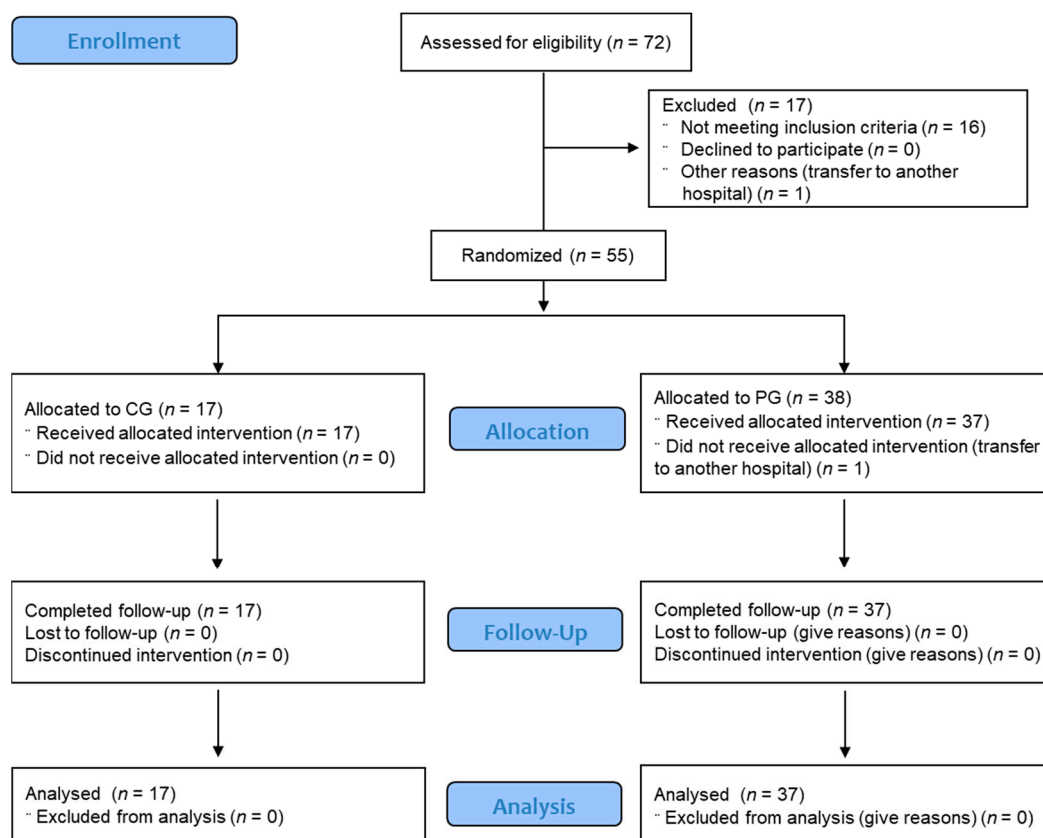 Enrollment
Assessed for eligibility (n = 72)
Excluded (n = 17)
¨ Not meeting inclusion criteria (n = 16)
¨ Declined to participate (n = 0)
¨ Other reasons (transfer to another
hospital) (n = 1)
Randomized (n = 55)
Allocated to CG (n = 17)
¨ Received allocated intervention (n = 17)
¨ Did not receive allocated intervention (n = 0)
Allocation
Allocated to PG (n = 38)
¨ Received allocated intervention (n = 37)
¨ Did not receive allocated intervention (transfer
to another hospital) (n = 1)
Completed follow-up (n = 17)
Lost to follow-up (n = 0)
Discontinued intervention (n = 0)
Follow-Up
Completed follow-up (n = 37)
Lost to follow-up (give reasons) (n = 0)
Discontinued intervention (give reasons) (n = 0)
Analysed (n = 17)
¨ Excluded from analysis (n = 0)
Analysis
Analysed (n = 37)
¨ Excluded from analysis (give reasons) (n = 0)